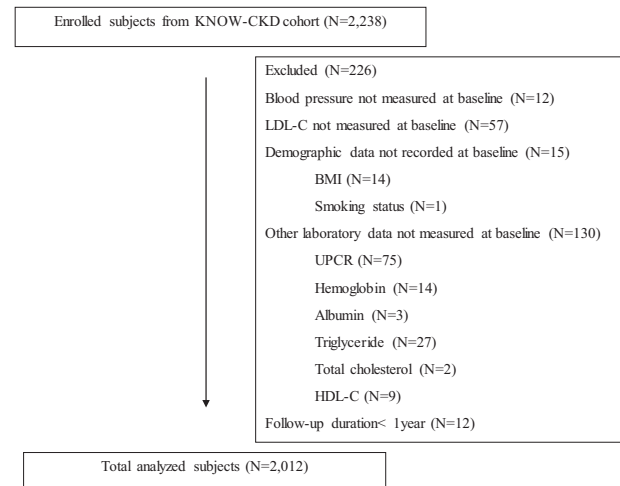 Enrolled subjects from KNOW-CKD cohort (N=2,238)
Excluded (N=226)
Blood pressure not measured at baseline (N=12)
LDL-C not measured at baseline (N=57)
Demographic data not recorded at baseline (N=15)
BMI (N=14)
Smoking status (N=1)
Other laboratory data not measured at baseline (N=130)
UPCR (N=75)
Hemoglobin (N=14)
Albumin (N=3)
Triglyceride (N=27)
Total cholesterol (N=2)
HDL-C (N=9)
Follow-up duration< 1year (N=12)
Total analyzed subjects (N=2,012)